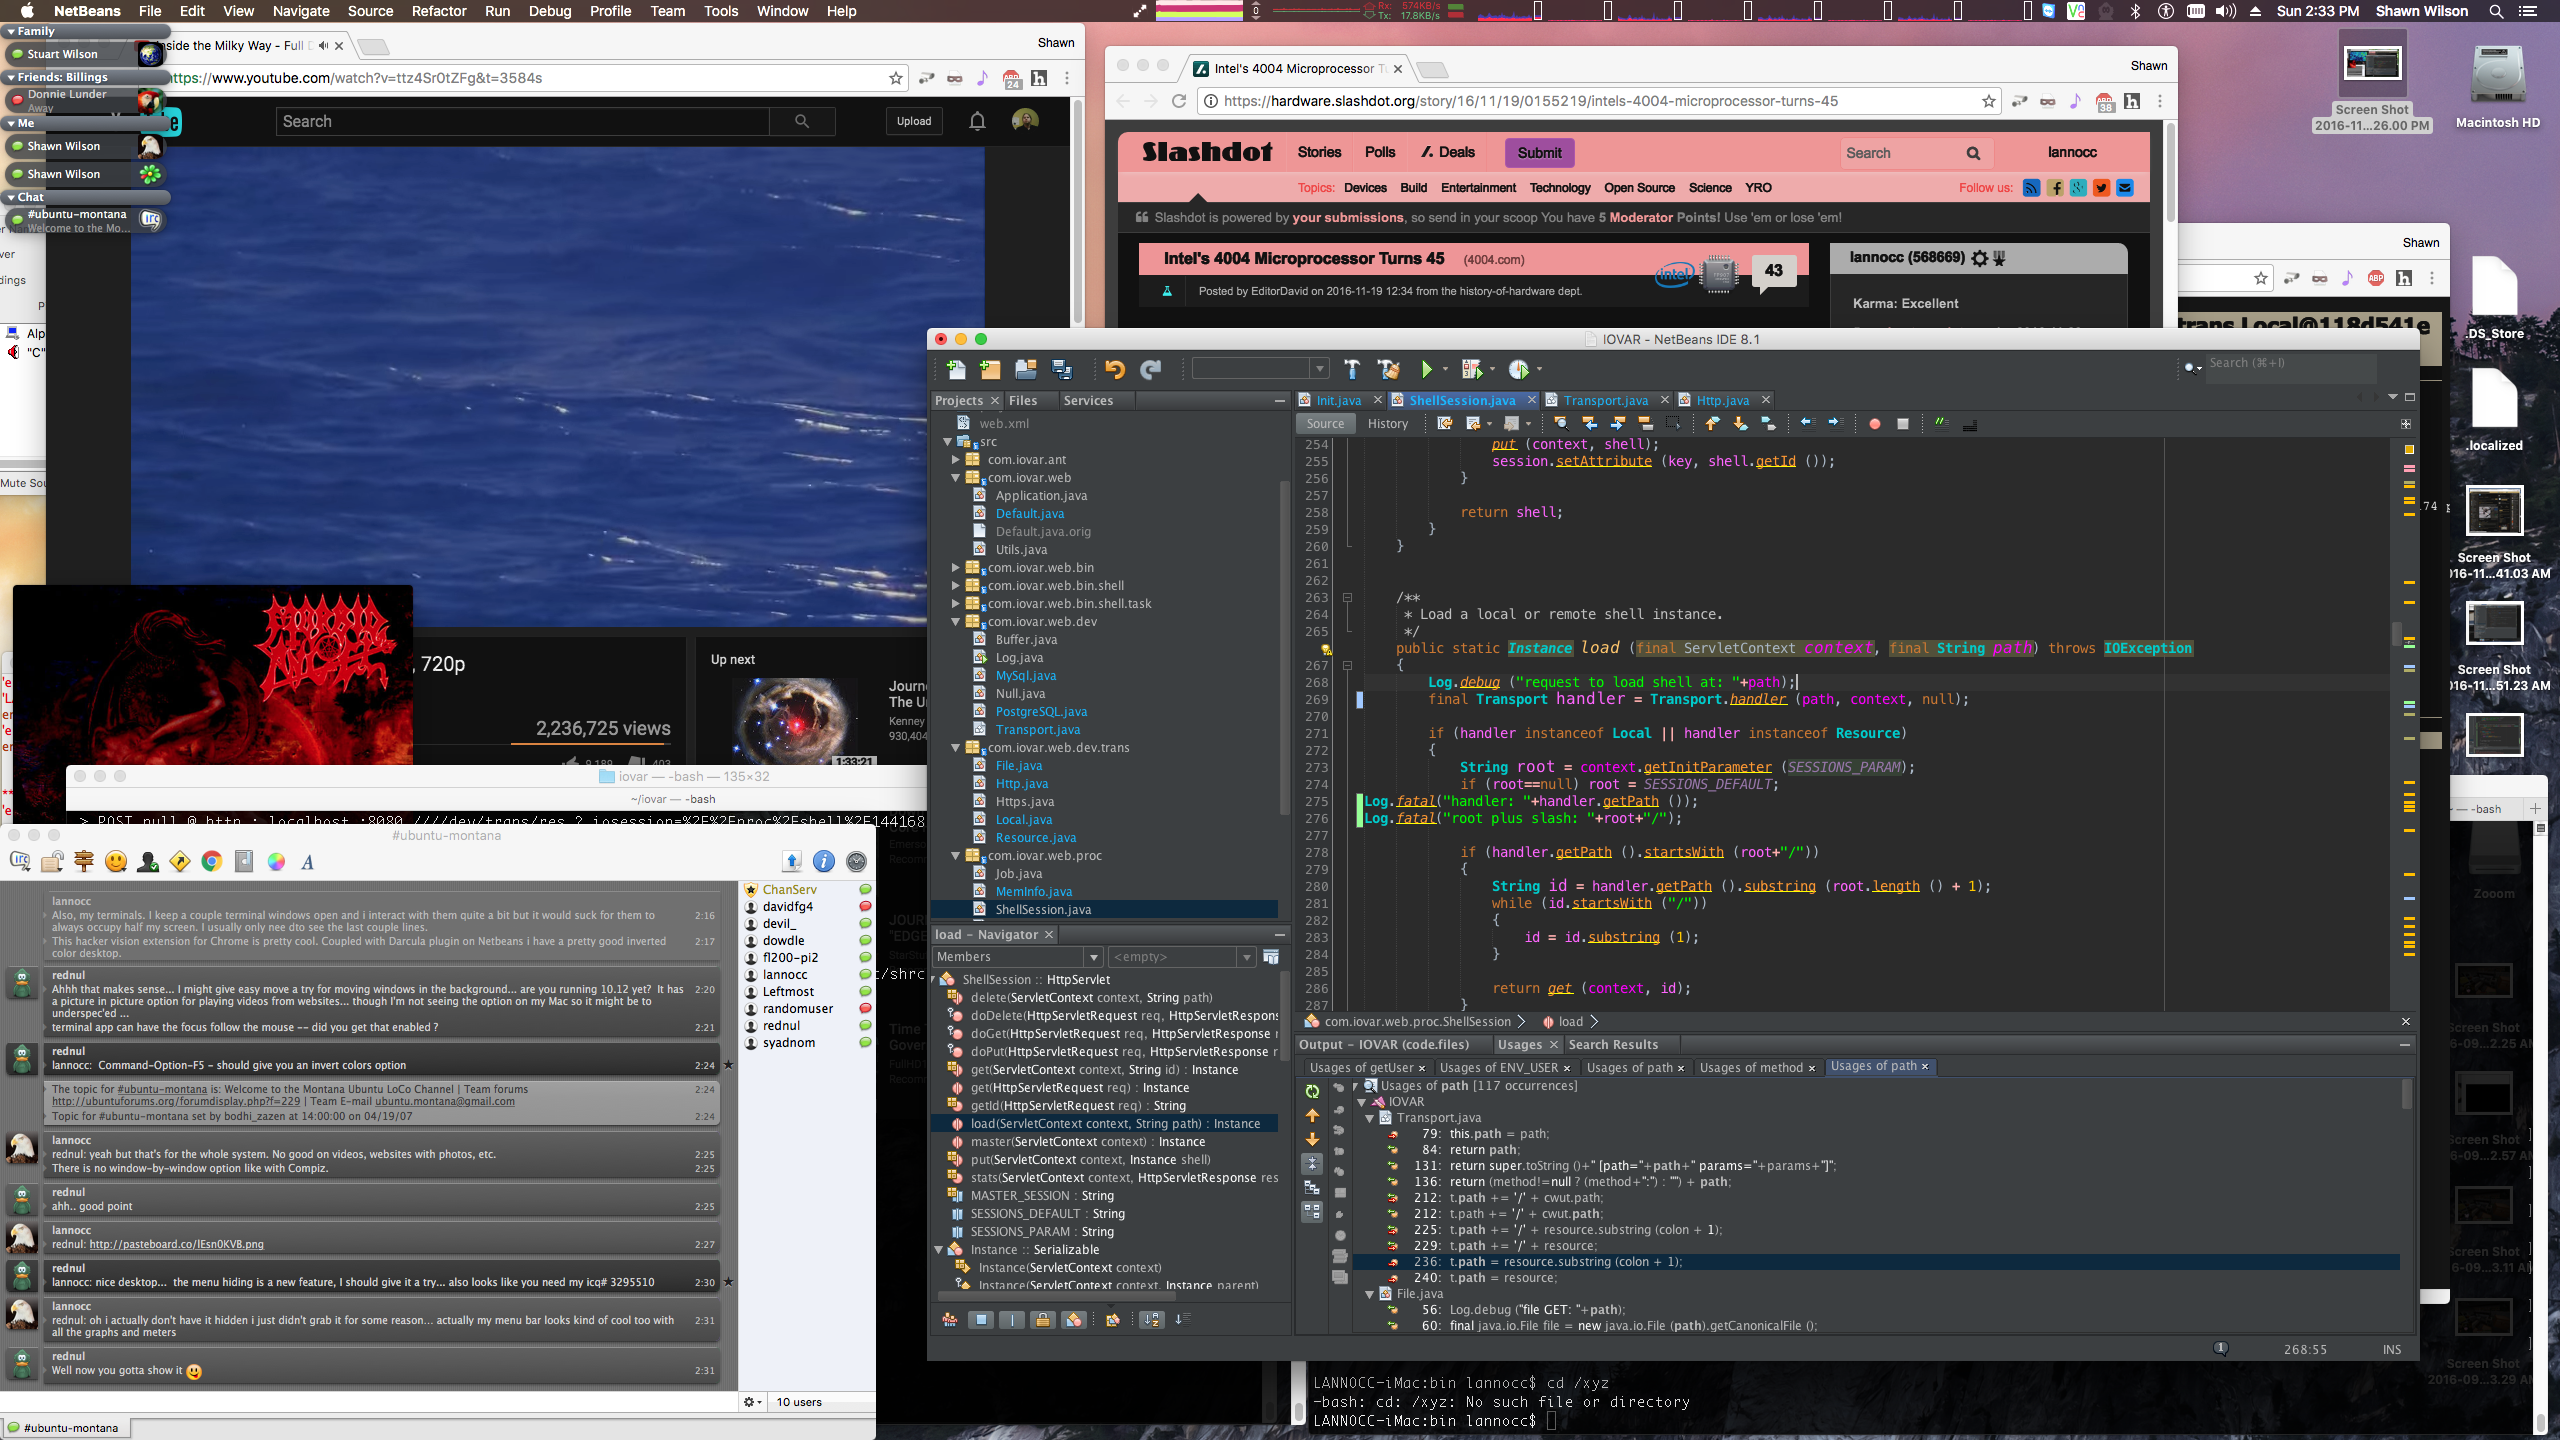 NetBeans File Edit View Navigate Source Refactor Run Debug Profile Team Tools Window Help
Rx: 574KB/s
Tx: 17.8KB/s
Sun 2:33 PM Shawn Wilson
Family
Stuart Wilson
Friends: Billings
Donnie Lunder
Away
Me
Shawn Wilson
Shawn Wilson
Chat
#ubuntu-montana
Welcome to the Mo...
nside the Milky Way - Full
Shawn
https://www.youtube.com/watch?v=ttz4Sr0tZFg&t=3584s
24
Search
Upload
Mute Sou
MORBID ANGEL
, 720p
2,236,725 views
9,189 403
Up next
Journe
The U
Kenney
930,404
1:33:21
Intel's 4004 Microprocessor Tu
Shawn
https://hardware.slashdot.org/story/16/11/19/0155219/intels-4004-microprocessor-turns-45
38
Slashdot Stories Polls Deals Submit Search lannocc
Topics: Devices Build Entertainment Technology Open Source Science YRO Follow us:
Slashdot is powered by your submissions, so send in your scoop You have 5 Moderator Points! Use 'em or lose 'em!
Intel's 4004 Microprocessor Turns 45 (4004.com)
intel
43
Posted by EditorDavid on 2016-11-19 12:34 from the history-of-hardware dept.
lannocc (568669)
Karma: Excellent
Shawn
ABP
trans.Local@118d541e
Screen Shot
2016-11...26.00 PM
Macintosh HD
.DS_Store
.localized
Screen Shot
2016-11...41.03 AM
Screen Shot
2016-11...51.23 AM
IOVAR - NetBeans IDE 8.1
Search (⌘+I)
Projects Files Services
web.xml
src
com.iovar.ant
com.iovar.web
Application.java
Default.java
Default.java.orig
Utils.java
com.iovar.web.bin
com.iovar.web.bin.shell
com.iovar.web.bin.shell.task
com.iovar.web.dev
Buffer.java
Log.java
MySql.java
Null.java
PostgreSQL.java
Transport.java
com.iovar.web.dev.trans
File.java
Http.java
Https.java
Local.java
Resource.java
com.iovar.web.proc
Job.java
MemInfo.java
ShellSession.java
load - Navigator
Members <empty>
ShellSession :: HttpServlet
delete(ServletContext context, String path)
doDelete(HttpServletRequest req, HttpServletRespons
doGet(HttpServletRequest req, HttpServletResponse r
doPut(HttpServletRequest req, HttpServletResponse r
get(ServletContext context, String id) : Instance
get(HttpServletRequest req) : Instance
getId(HttpServletRequest req) : String
load(ServletContext context, String path) : Instance
master(ServletContext context) : Instance
put(ServletContext context, Instance shell)
stats(ServletContext context, HttpServletResponse res
MASTER_SESSION : String
SESSIONS_DEFAULT : String
SESSIONS_PARAM : String
Instance :: Serializable
Instance(ServletContext context)
Instance(ServletContext context, Instance parent)
Init.java ShellSession.java Transport.java Http.java
Source History
254 put (context, shell);
255 session.setAttribute (key, shell.getId ());
256 }
257
258 return shell;
259 }
260 }
261
262
263 /**
264 * Load a local or remote shell instance.
265 */
public static Instance load (final ServletContext context, final String path) throws IOException
267 {
268 Log.debug ("request to load shell at: "+path);
269 final Transport handler = Transport.handler (path, context, null);
270
271 if (handler instanceof Local || handler instanceof Resource)
272 {
273 String root = context.getInitParameter (SESSIONS_PARAM);
274 if (root==null) root = SESSIONS_DEFAULT;
275 Log.fatal("handler: "+handler.getPath ());
276 Log.fatal("root plus slash: "+root+"/");
277
278 if (handler.getPath ().startsWith (root+"/"))
279 {
280 String id = handler.getPath ().substring (root.length () + 1);
281 while (id.startsWith ("/"))
282 {
283 id = id.substring (1);
284 }
285
286 return get (context, id);
287 }
com.iovar.web.proc.ShellSession load
Output - IOVAR (code.files) Usages Search Results
Usages of getUser Usages of ENV_USER Usages of path Usages of method Usages of path
Usages of path [117 occurrences]
IOVAR
Transport.java
79: this.path = path;
84: return path;
131: return super.toString ()+" [path="+path+" params="+params+"]";
136: return (method!=null ? (method+":") : "") + path;
212: t.path += '/' + cwut.path;
212: t.path += '/' + cwut.path;
225: t.path += '/' + resource.substring (colon + 1);
229: t.path += '/' + resource;
236: t.path = resource.substring (colon + 1);
240: t.path = resource;
File.java
56: Log.debug ("file GET: "+path);
60: final java.io.File file = new java.io.File (path).getCanonicalFile ();
268:55 INS
iovar — -bash — 135×32
~/iovar — -bash
> POST null @ http : localhost :8080 ////dev/trans/res ? iosession=%2F%2Fproc%2Fshell%2F144168
#ubuntu-montana
lannocc
Also, my terminals. I keep a couple terminal windows open and i interact with them quite a bit but it would suck for them to 2:16
always occupy half my screen. I usually only nee dto see the last couple lines.
This hacker vision extension for Chrome is pretty cool. Coupled with Darcula plugin on Netbeans i have a pretty good inverted 2:17
color desktop.
rednul
Ahhh that makes sense... I might give easy move a try for moving windows in the background... are you running 10.12 yet? It has 2:20
a picture in picture option for playing videos from websites... though I'm not seeing the option on my Mac so it might be to
underspec'ed ...
terminal app can have the focus follow the mouse -- did you get that enabled ? 2:21
rednul
lannocc: Command-Option-F5 - should give you an invert colors option 2:24
The topic for #ubuntu-montana is: Welcome to the Montana Ubuntu LoCo Channel | Team forums 2:24
http://ubuntuforums.org/forumdisplay.php?f=229 | Team E-mail ubuntu.montana@gmail.com
Topic for #ubuntu-montana set by bodhi_zazen at 14:00:00 on 04/19/07 2:24
lannocc
rednul: yeah but that's for the whole system. No good on videos, websites with photos, etc. 2:25
There is no window-by-window option like with Compiz. 2:25
rednul
ahh.. good point 2:25
lannocc
rednul: http://pasteboard.co/lEsn0KVB.png 2:27
rednul
lannocc: nice desktop... the menu hiding is a new feature, I should give it a try... also looks like you need my icq# 3295510 2:30
lannocc
rednul: oh i actually don't have it hidden i just didn't grab it for some reason... actually my menu bar looks kind of cool too with 2:31
all the graphs and meters
rednul
Well now you gotta show it 2:31
ChanServ
davidfg4
devil_
dowdle
fl200-pi2
lannocc
Leftmost
randomuser
rednul
syadnom
10 users
#ubuntu-montana
LANNOCC-iMac:bin lannocc$ cd /xyz
-bash: cd: /xyz: No such file or directory
LANNOCC-iMac:bin lannocc$
— -bash
Zooom
Screen Shot
Screen Shot
Screen Shot
Screen Shot